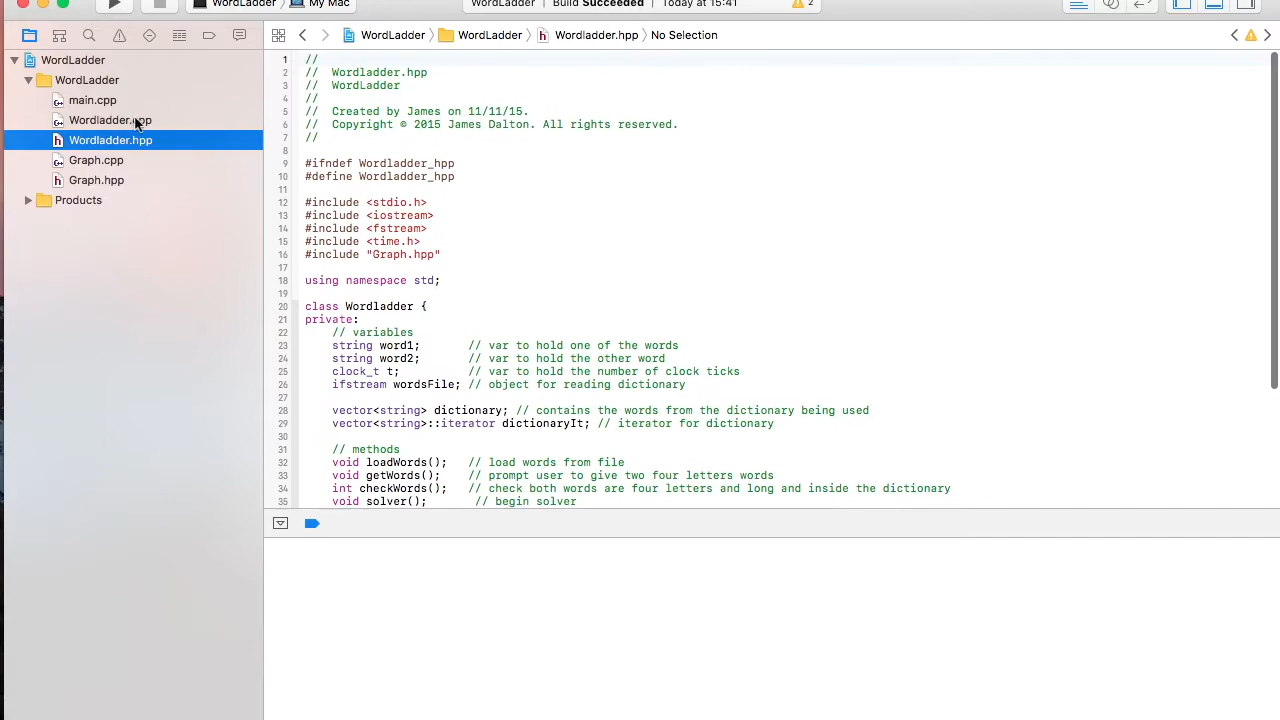 WordLadder My Mac WordLadder Build Succeeded Today at 15:41 2
WordLadder WordLadder Wordladder.hpp No Selection
WordLadder
WordLadder
main.cpp
Wordladder.cpp
Wordladder.hpp
Graph.cpp
Graph.hpp
Products
1 //
2 //  Wordladder.hpp
3 //  WordLadder
4 //
5 //  Created by James on 11/11/15.
6 //  Copyright © 2015 James Dalton. All rights reserved.
7 //
8
9 #ifndef Wordladder_hpp
10 #define Wordladder_hpp
11
12 #include <stdio.h>
13 #include <iostream>
14 #include <fstream>
15 #include <time.h>
16 #include "Graph.hpp"
17
18 using namespace std;
19
20 class Wordladder {
21 private:
22     // variables
23     string word1;       // var to hold one of the words
24     string word2;       // var to hold the other word
25     clock_t t;          // var to hold the number of clock ticks
26     ifstream wordsFile; // object for reading dictionary
27
28     vector<string> dictionary; // contains the words from the dictionary being used
29     vector<string>::iterator dictionaryIt; // iterator for dictionary
30
31     // methods
32     void loadWords();   // load words from file
33     void getWords();    // prompt user to give two four letters words
34     int checkWords();   // check both words are four letters and long and inside the dictionary
35     void solver();       // begin solver